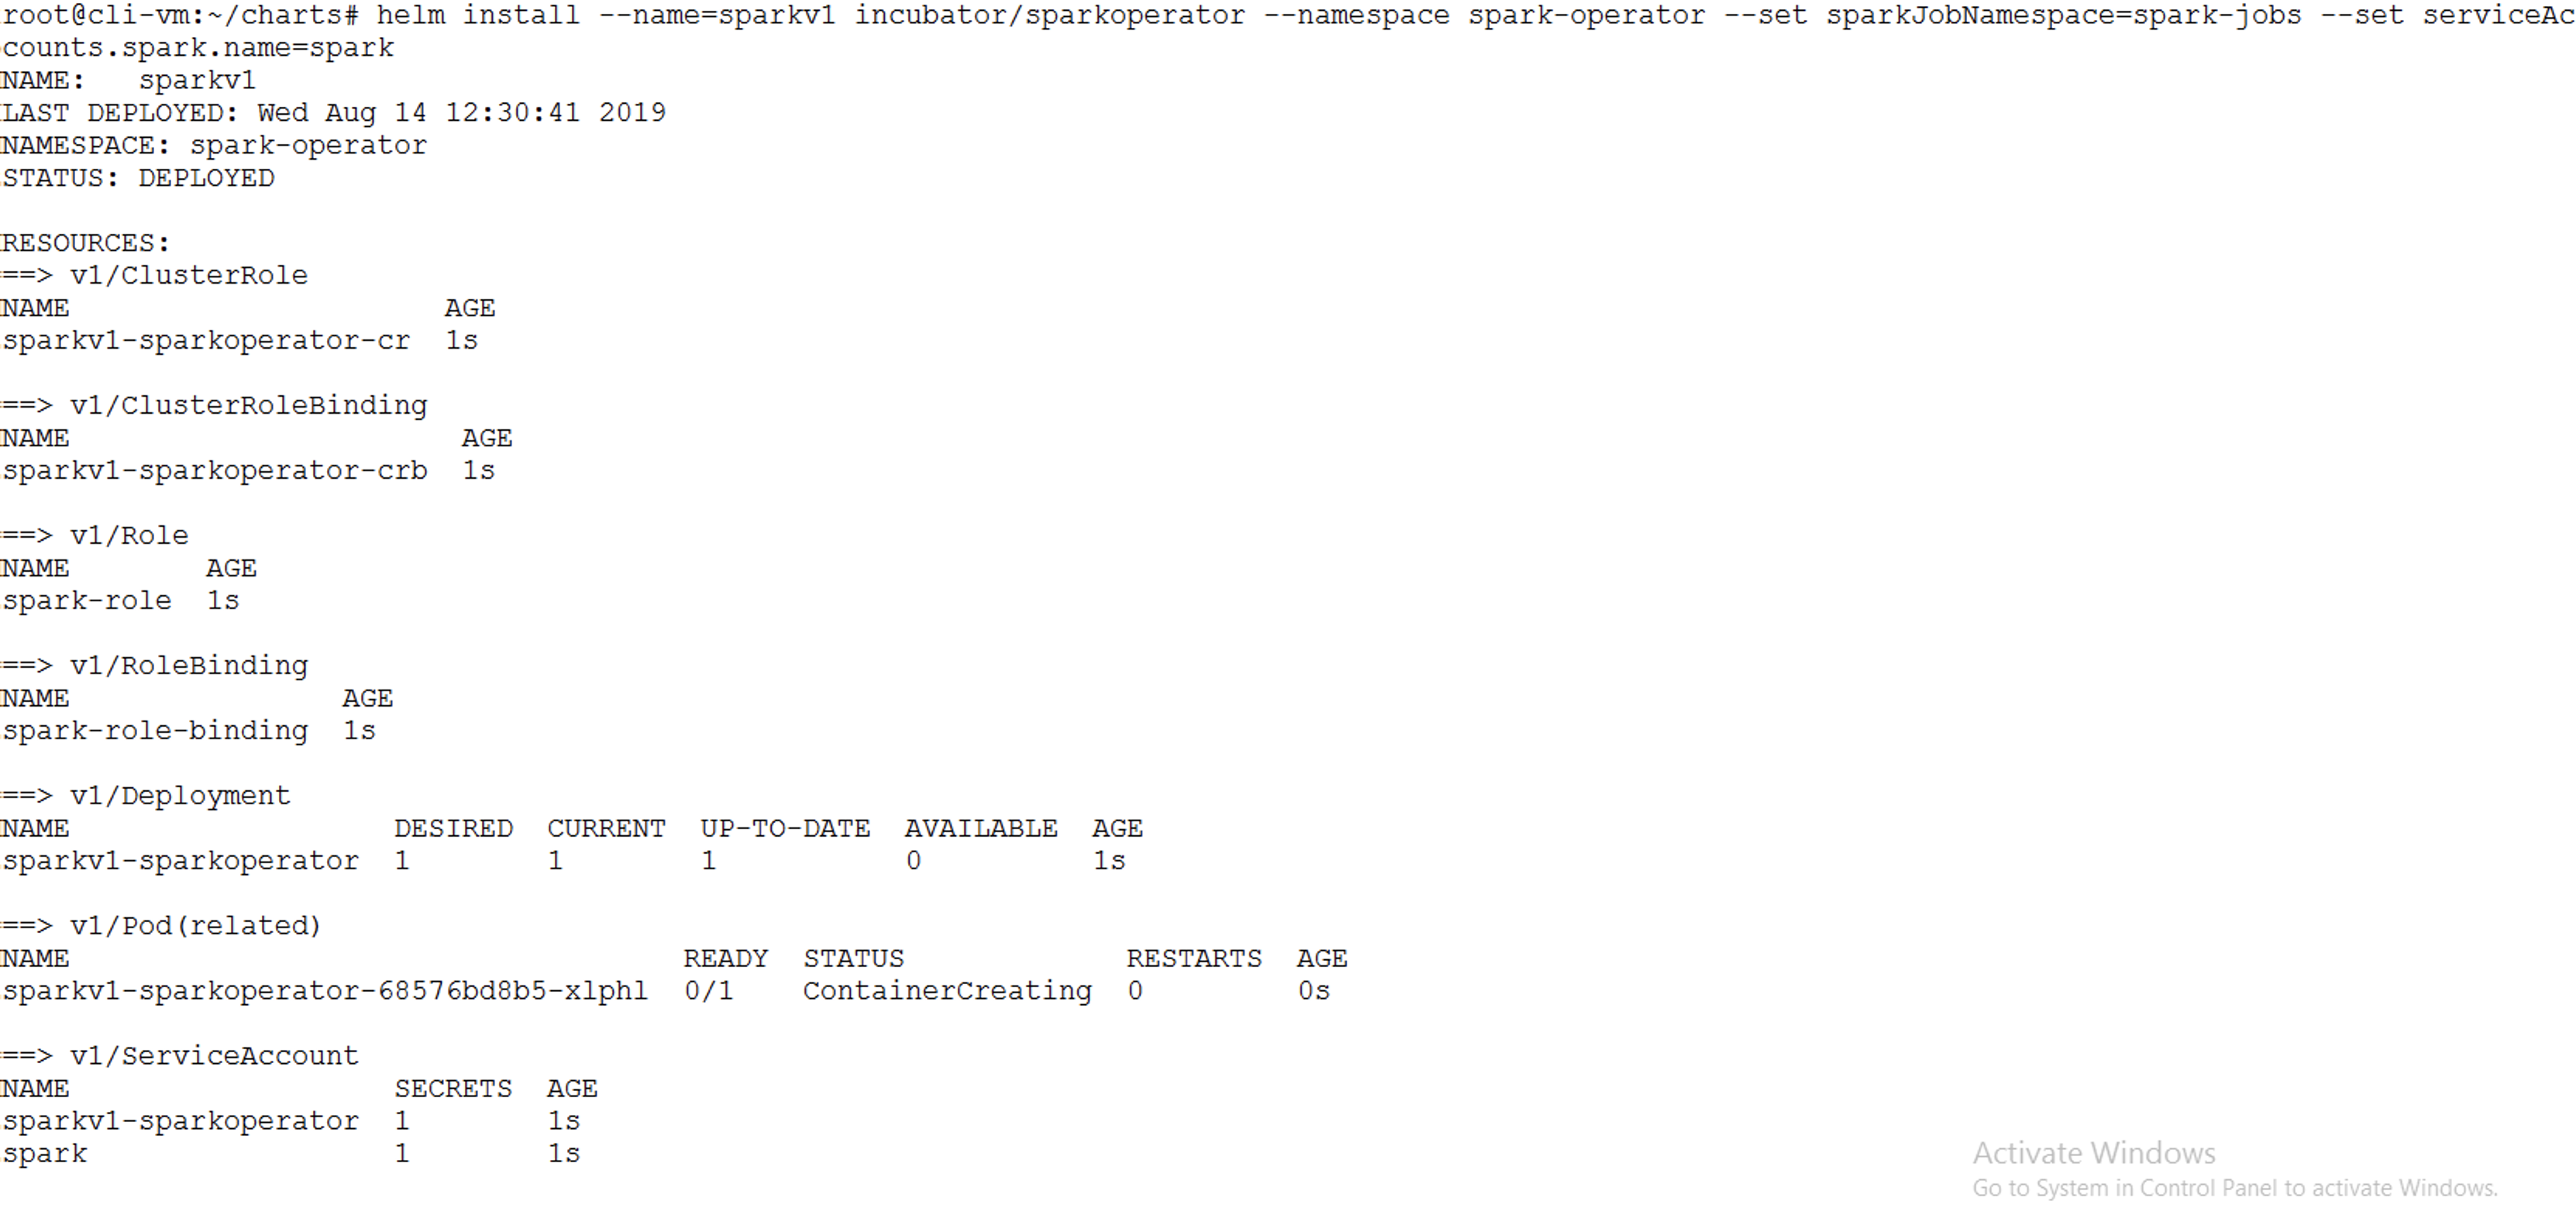 root@cli-vm:~/charts# helm install --name=sparkv1 incubator/sparkoperator --namespace spark-operator --set sparkJobNamespace=spark-jobs --set serviceAc
counts.spark.name=spark
NAME:   sparkv1
LAST DEPLOYED: Wed Aug 14 12:30:41 2019
NAMESPACE: spark-operator
STATUS: DEPLOYED
RESOURCES:
==> v1/ClusterRole
NAME                      AGE
sparkv1-sparkoperator-cr  1s
==> v1/ClusterRoleBinding
NAME                       AGE
sparkv1-sparkoperator-crb  1s
==> v1/Role
NAME        AGE
spark-role  1s
==> v1/RoleBinding
NAME                AGE
spark-role-binding  1s
==> v1/Deployment
NAME                   DESIRED  CURRENT  UP-TO-DATE  AVAILABLE  AGE
sparkv1-sparkoperator  1        1        1           0          1s
==> v1/Pod(related)
NAME                                    READY  STATUS             RESTARTS  AGE
sparkv1-sparkoperator-68576bd8b5-xlphl  0/1    ContainerCreating  0         0s
==> v1/ServiceAccount
NAME                   SECRETS  AGE
sparkv1-sparkoperator  1        1s
spark                  1        1s
Activate Windows
Go to System in Control Panel to activate Windows.